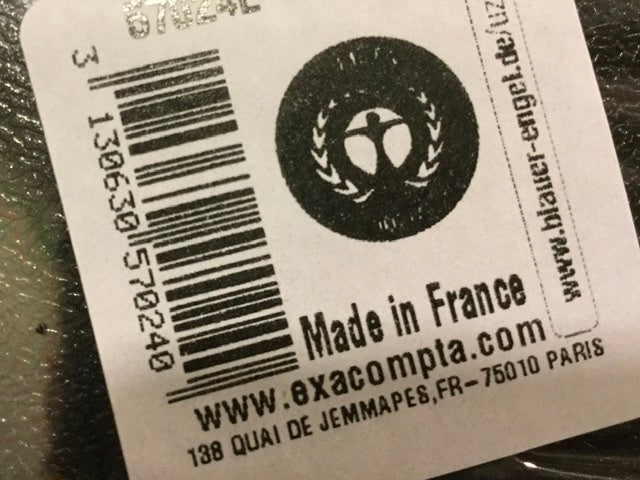 57024E
3 130630 570240
www.blauer-engel.de/uz
Made in France
www.exacompta.com
138 QUAI DE JEMMAPES,FR-75010 PARIS